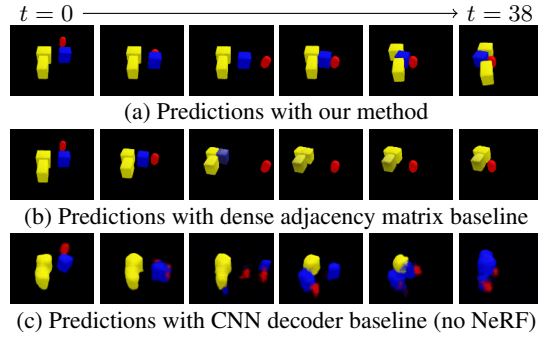 t = 0 t = 38
(a) Predictions with our method
(b) Predictions with dense adjacency matrix baseline
(c) Predictions with CNN decoder baseline (no NeRF)